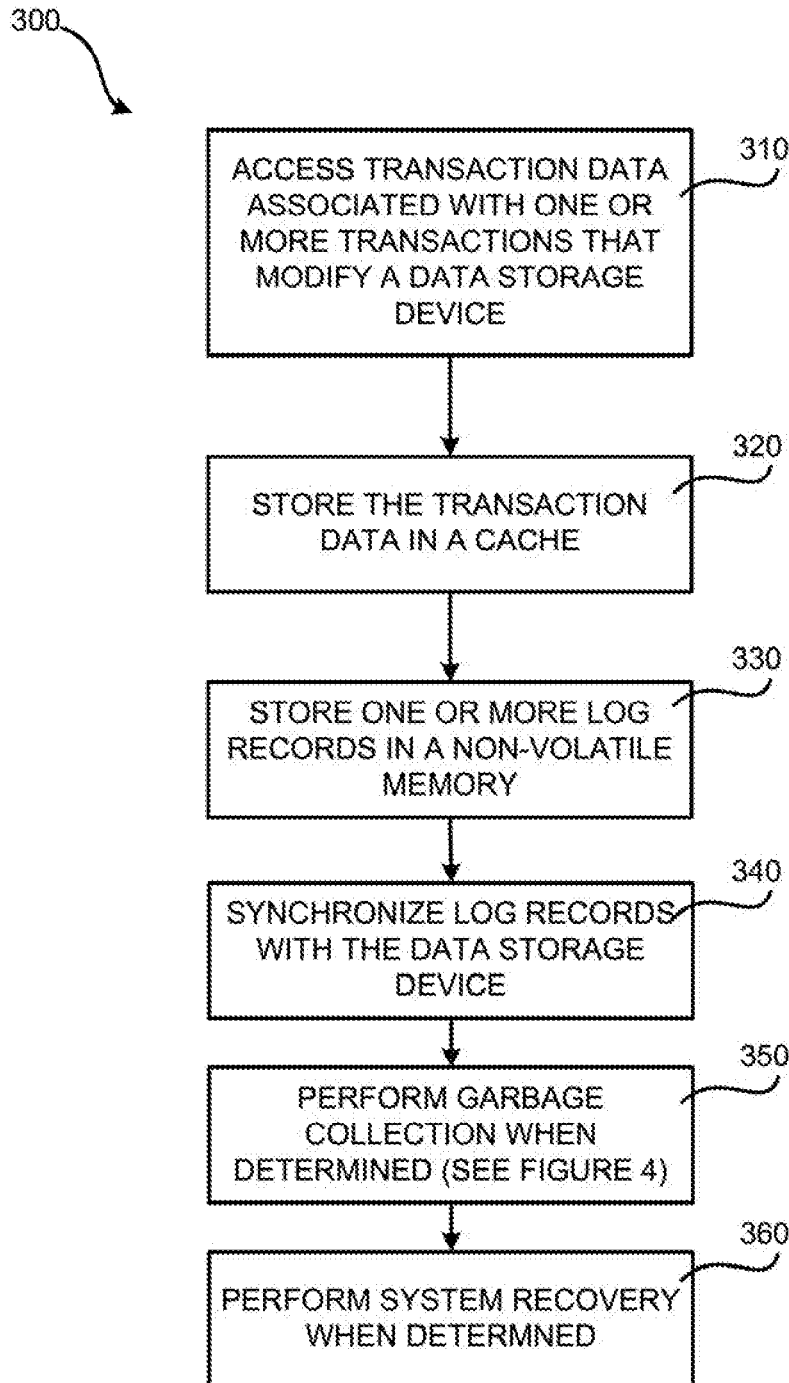 300
310
ACCESS TRANSACTION DATA
ASSOCIATED WITH ONE OR
MORE TRANSACTIONS THAT
MODIFY A DATA STORAGE
DEVICE
320
STORE THE TRANSACTION
DATA IN A CACHE
330
STORE ONE OR MORE LOG
RECORDS IN A NON-VOLATILE
MEMORY
340
SYNCHRONIZE LOG RECORDS
WITH THE DATA STORAGE
DEVICE
350
PERFORM GARBAGE
COLLECTION WHEN
DETERMINED (SEE FIGURE 4)
360
PERFORM SYSTEM RECOVERY
WHEN DETERMNED